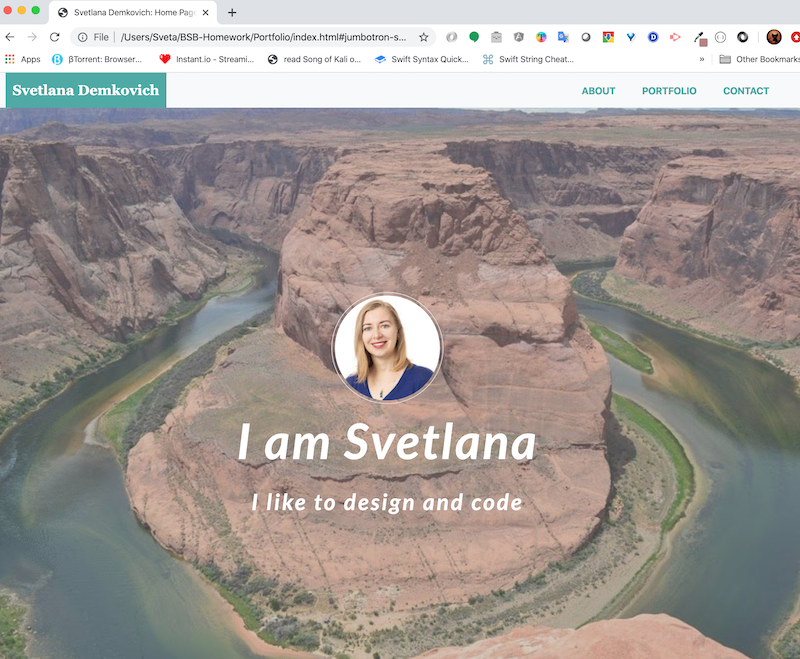 Svetlana Demkovich: Home Pag
File
/Users/Sveta/BSB-Homework/Portfolio/index.html#jumbotron-s...
Apps
βTorrent: Browser...
Instant.io - Streami...
read Song of Kali o...
Swift Syntax Quick...
Swift String Cheat...
»
Other Bookmarks
Svetlana Demkovich
ABOUT
PORTFOLIO
CONTACT
I am Svetlana
I like to design and code